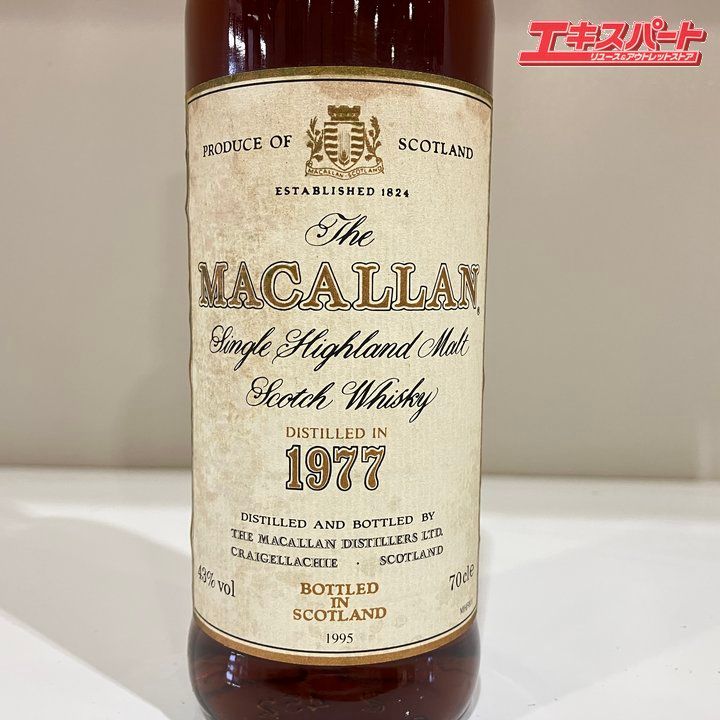 エキスパート
リユース&アウトレットストア
PRODUCE OF SCOTLAND
MACALLAN-SCOTLAND
ESTABLISHED 1824
The
MACALLAN®
Single Highland Malt
Scotch Whisky
DISTILLED IN
1977
DISTILLED AND BOTTLED BY
THE MACALLAN DISTILLERS LTD.
CRAIGELLACHIE · SCOTLAND
43% vol
70cl e
BOTTLED
IN
SCOTLAND
1995